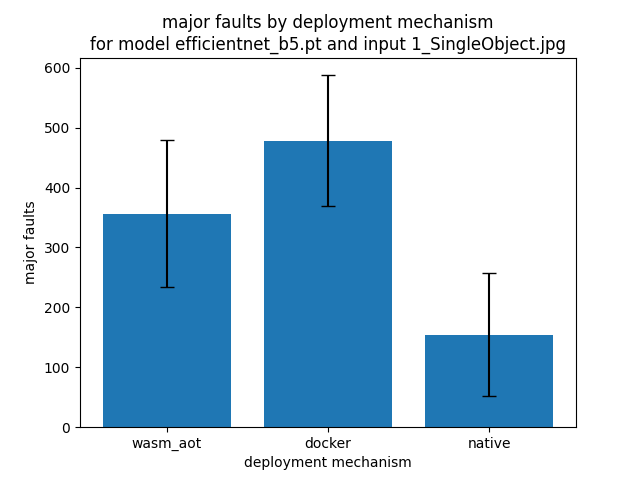 major faults by deployment mechanism
for model efficientnet_b5.pt and input 1_SingleObject.jpg
600
500
400
300
200
100
0
major faults
wasm_aot
docker
native
deployment mechanism